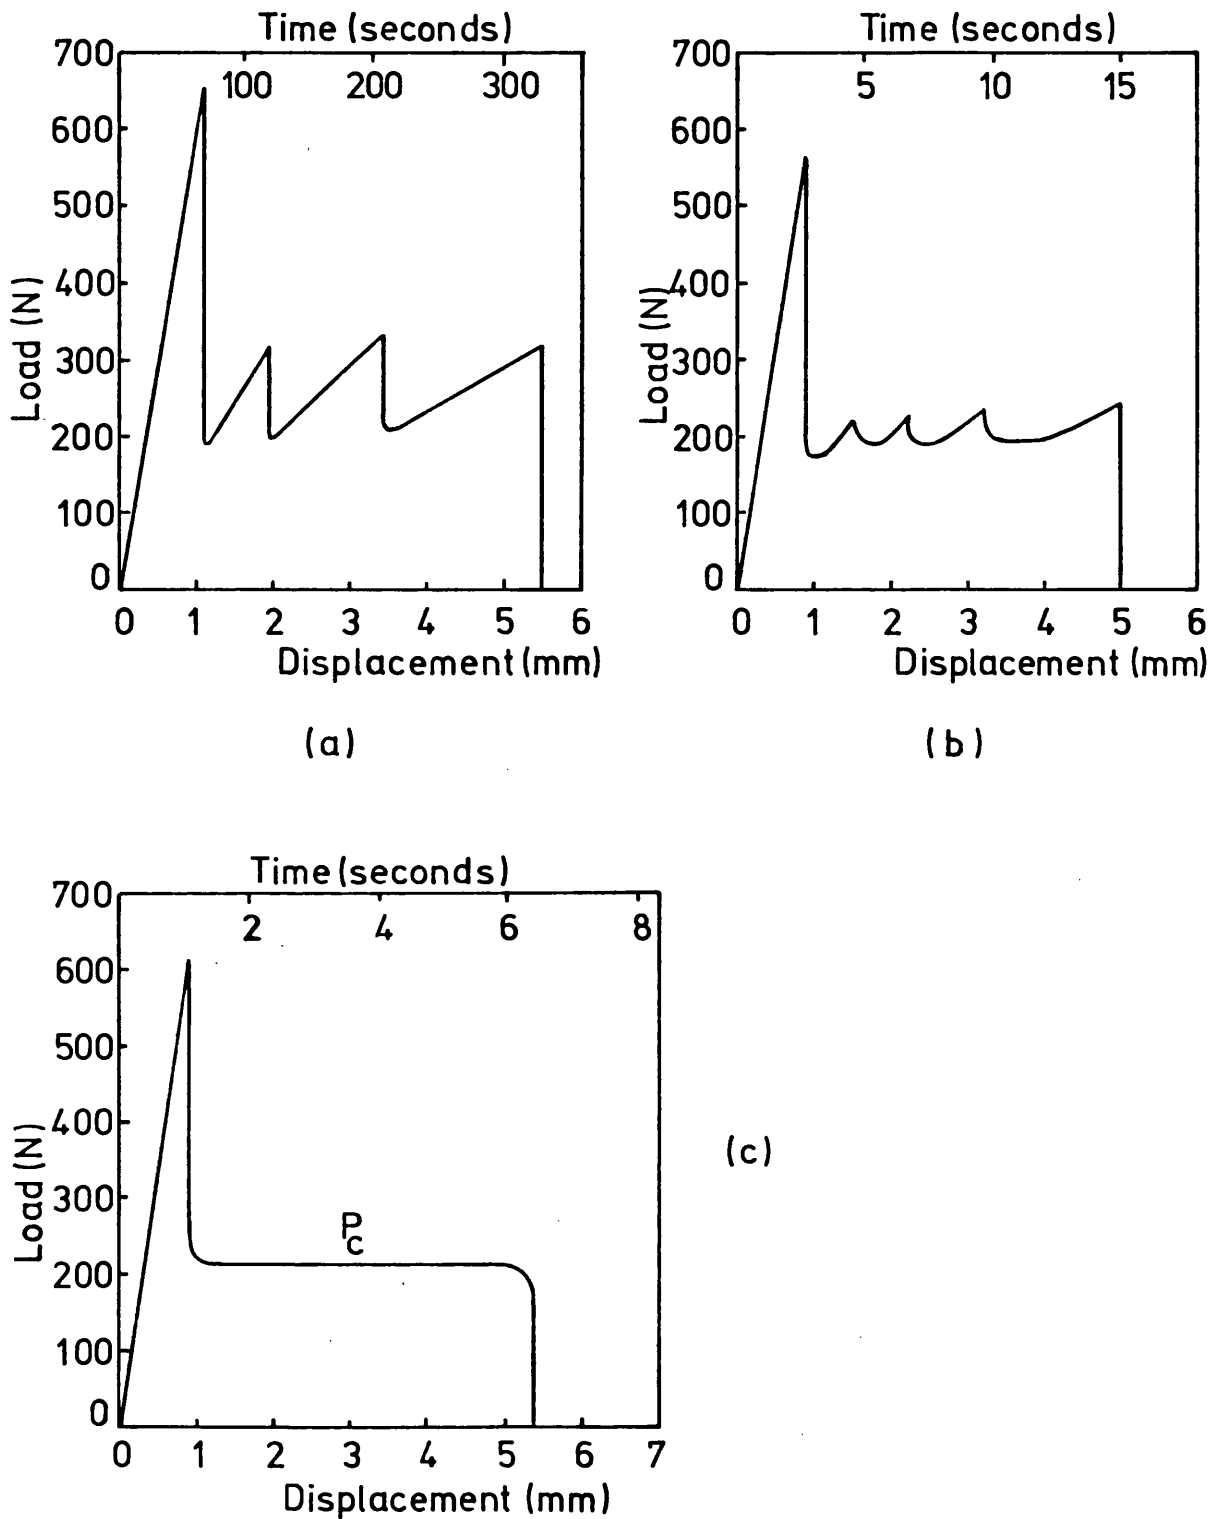 Time (seconds)
700
100 200 300
600
500
400
300
200
100
0
Load (N)
0 1 2 3 4 5 6
Displacement (mm)
(a)
Time (seconds)
700
5 10 15
600
500
400
300
200
100
0
Load (N)
0 1 2 3 4 5 6
Displacement (mm)
(b)
Time (seconds)
700
2 4 6 8
600
500
400
300
200
100
0
Load (N)
Pc
0 1 2 3 4 5 6 7
Displacement (mm)
(c)